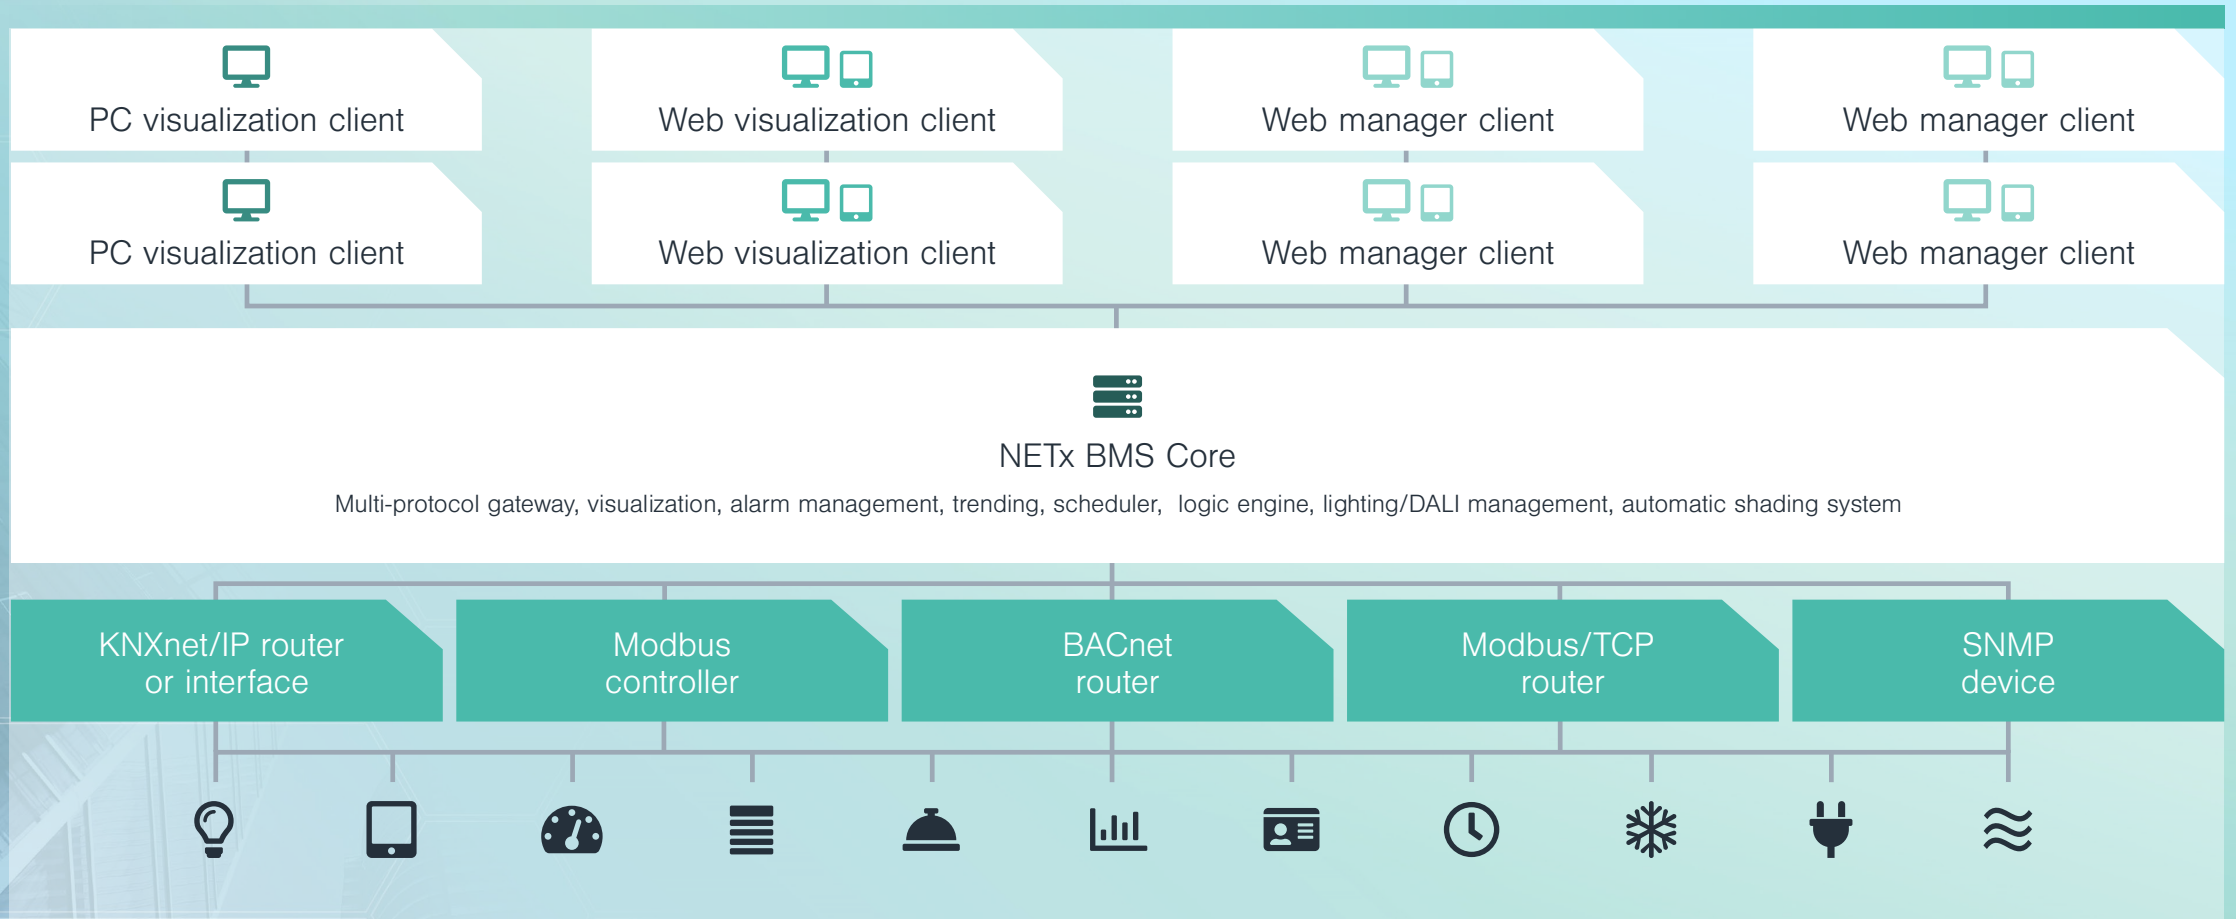 PC visualization client
Web visualization client
Web manager client
Web manager client
PC visualization client
Web visualization client
Web manager client
Web manager client
NETx BMS Core
Multi-protocol gateway, visualization, alarm management, trending, scheduler,  logic engine, lighting/DALI management, automatic shading system
KNXnet/IP router
or interface
Modbus
controller
BACnet
router
Modbus/TCP
router
SNMP
device